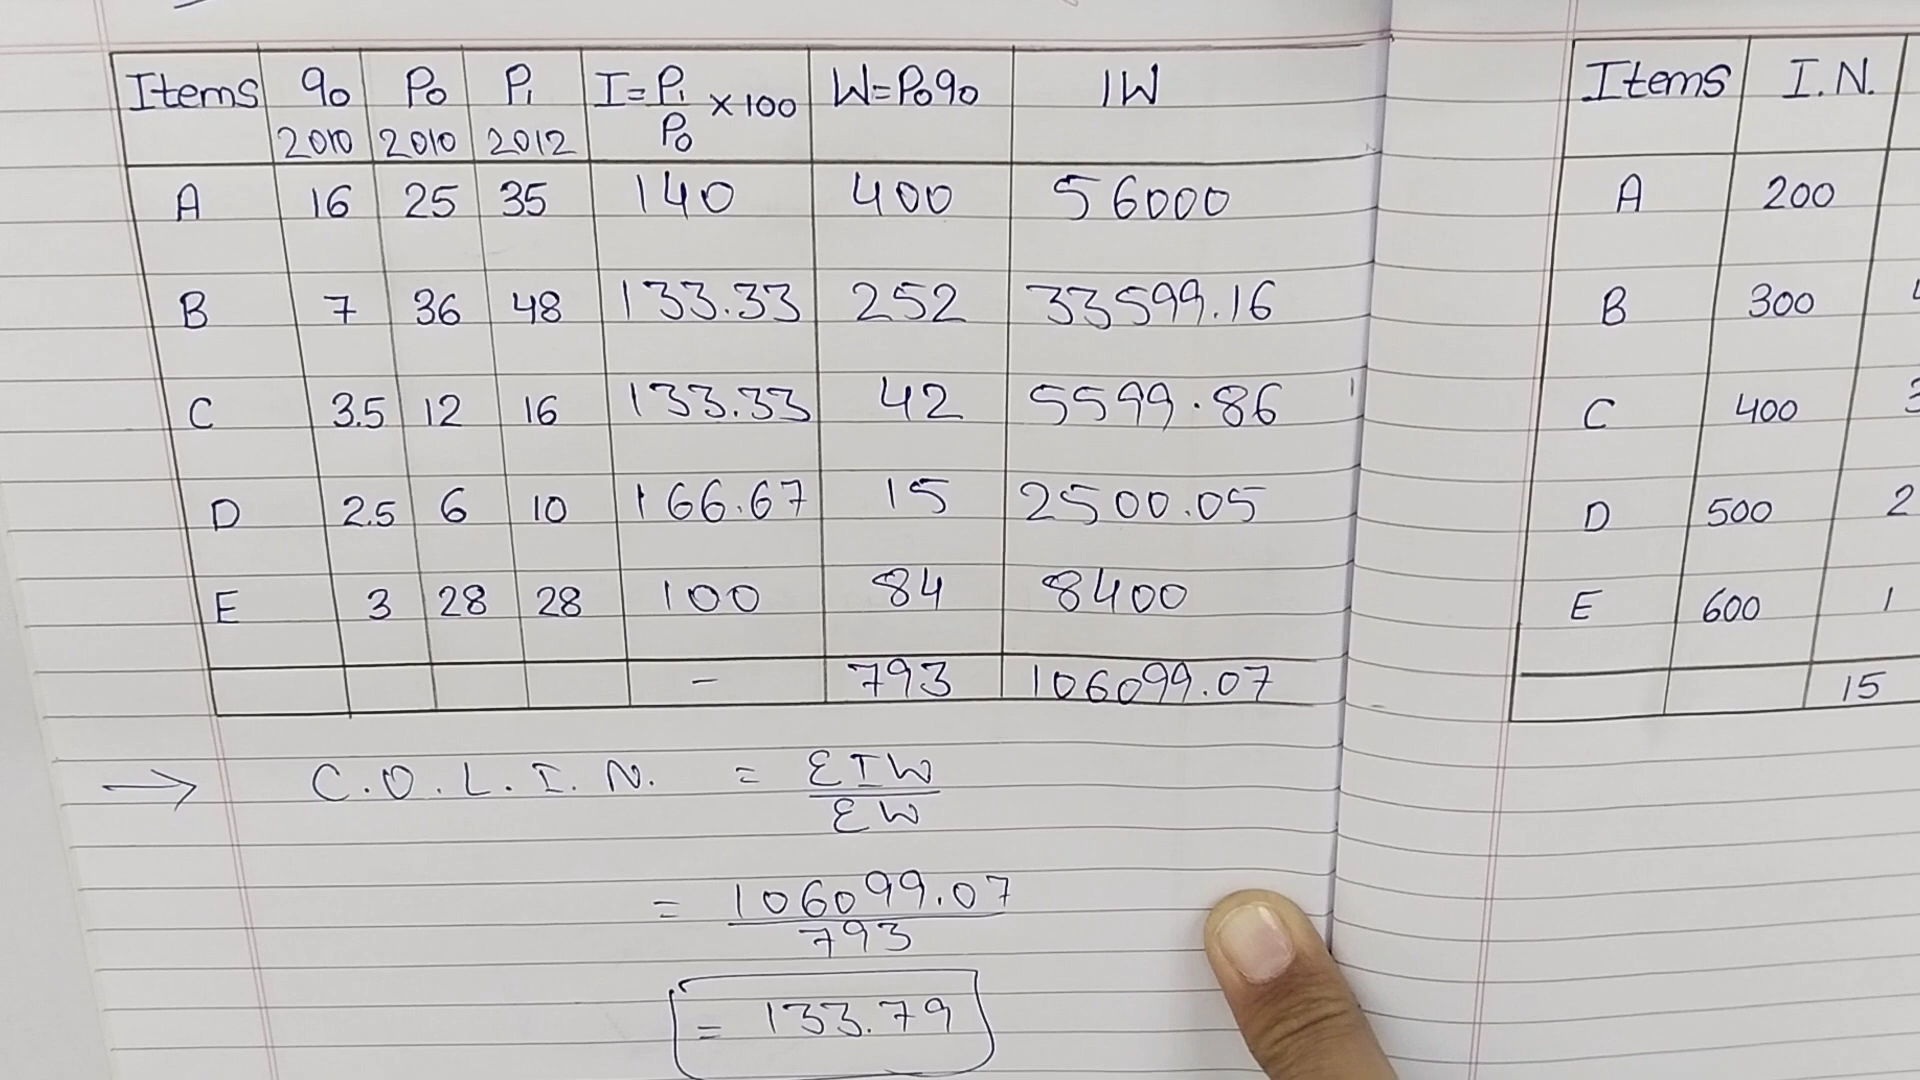 Items q0 P0 P1 I=P1/P0 ×100 W=P0q0 IW
2010 2010 2012
A 16 25 35 140 400 56000
B 7 36 48 133.33 252 33599.16
C 3.5 12 16 133.33 42 5599.86
D 2.5 6 10 166.67 15 2500.05
E 3 28 28 100 84 8400
- 793 106099.07
→ C.O.L.I.N. = ΣIW
ΣW
= 106099.07
793
= 133.79
Items I.N.
A 200
B 300
C 400
D 500 2
E 600 1
15